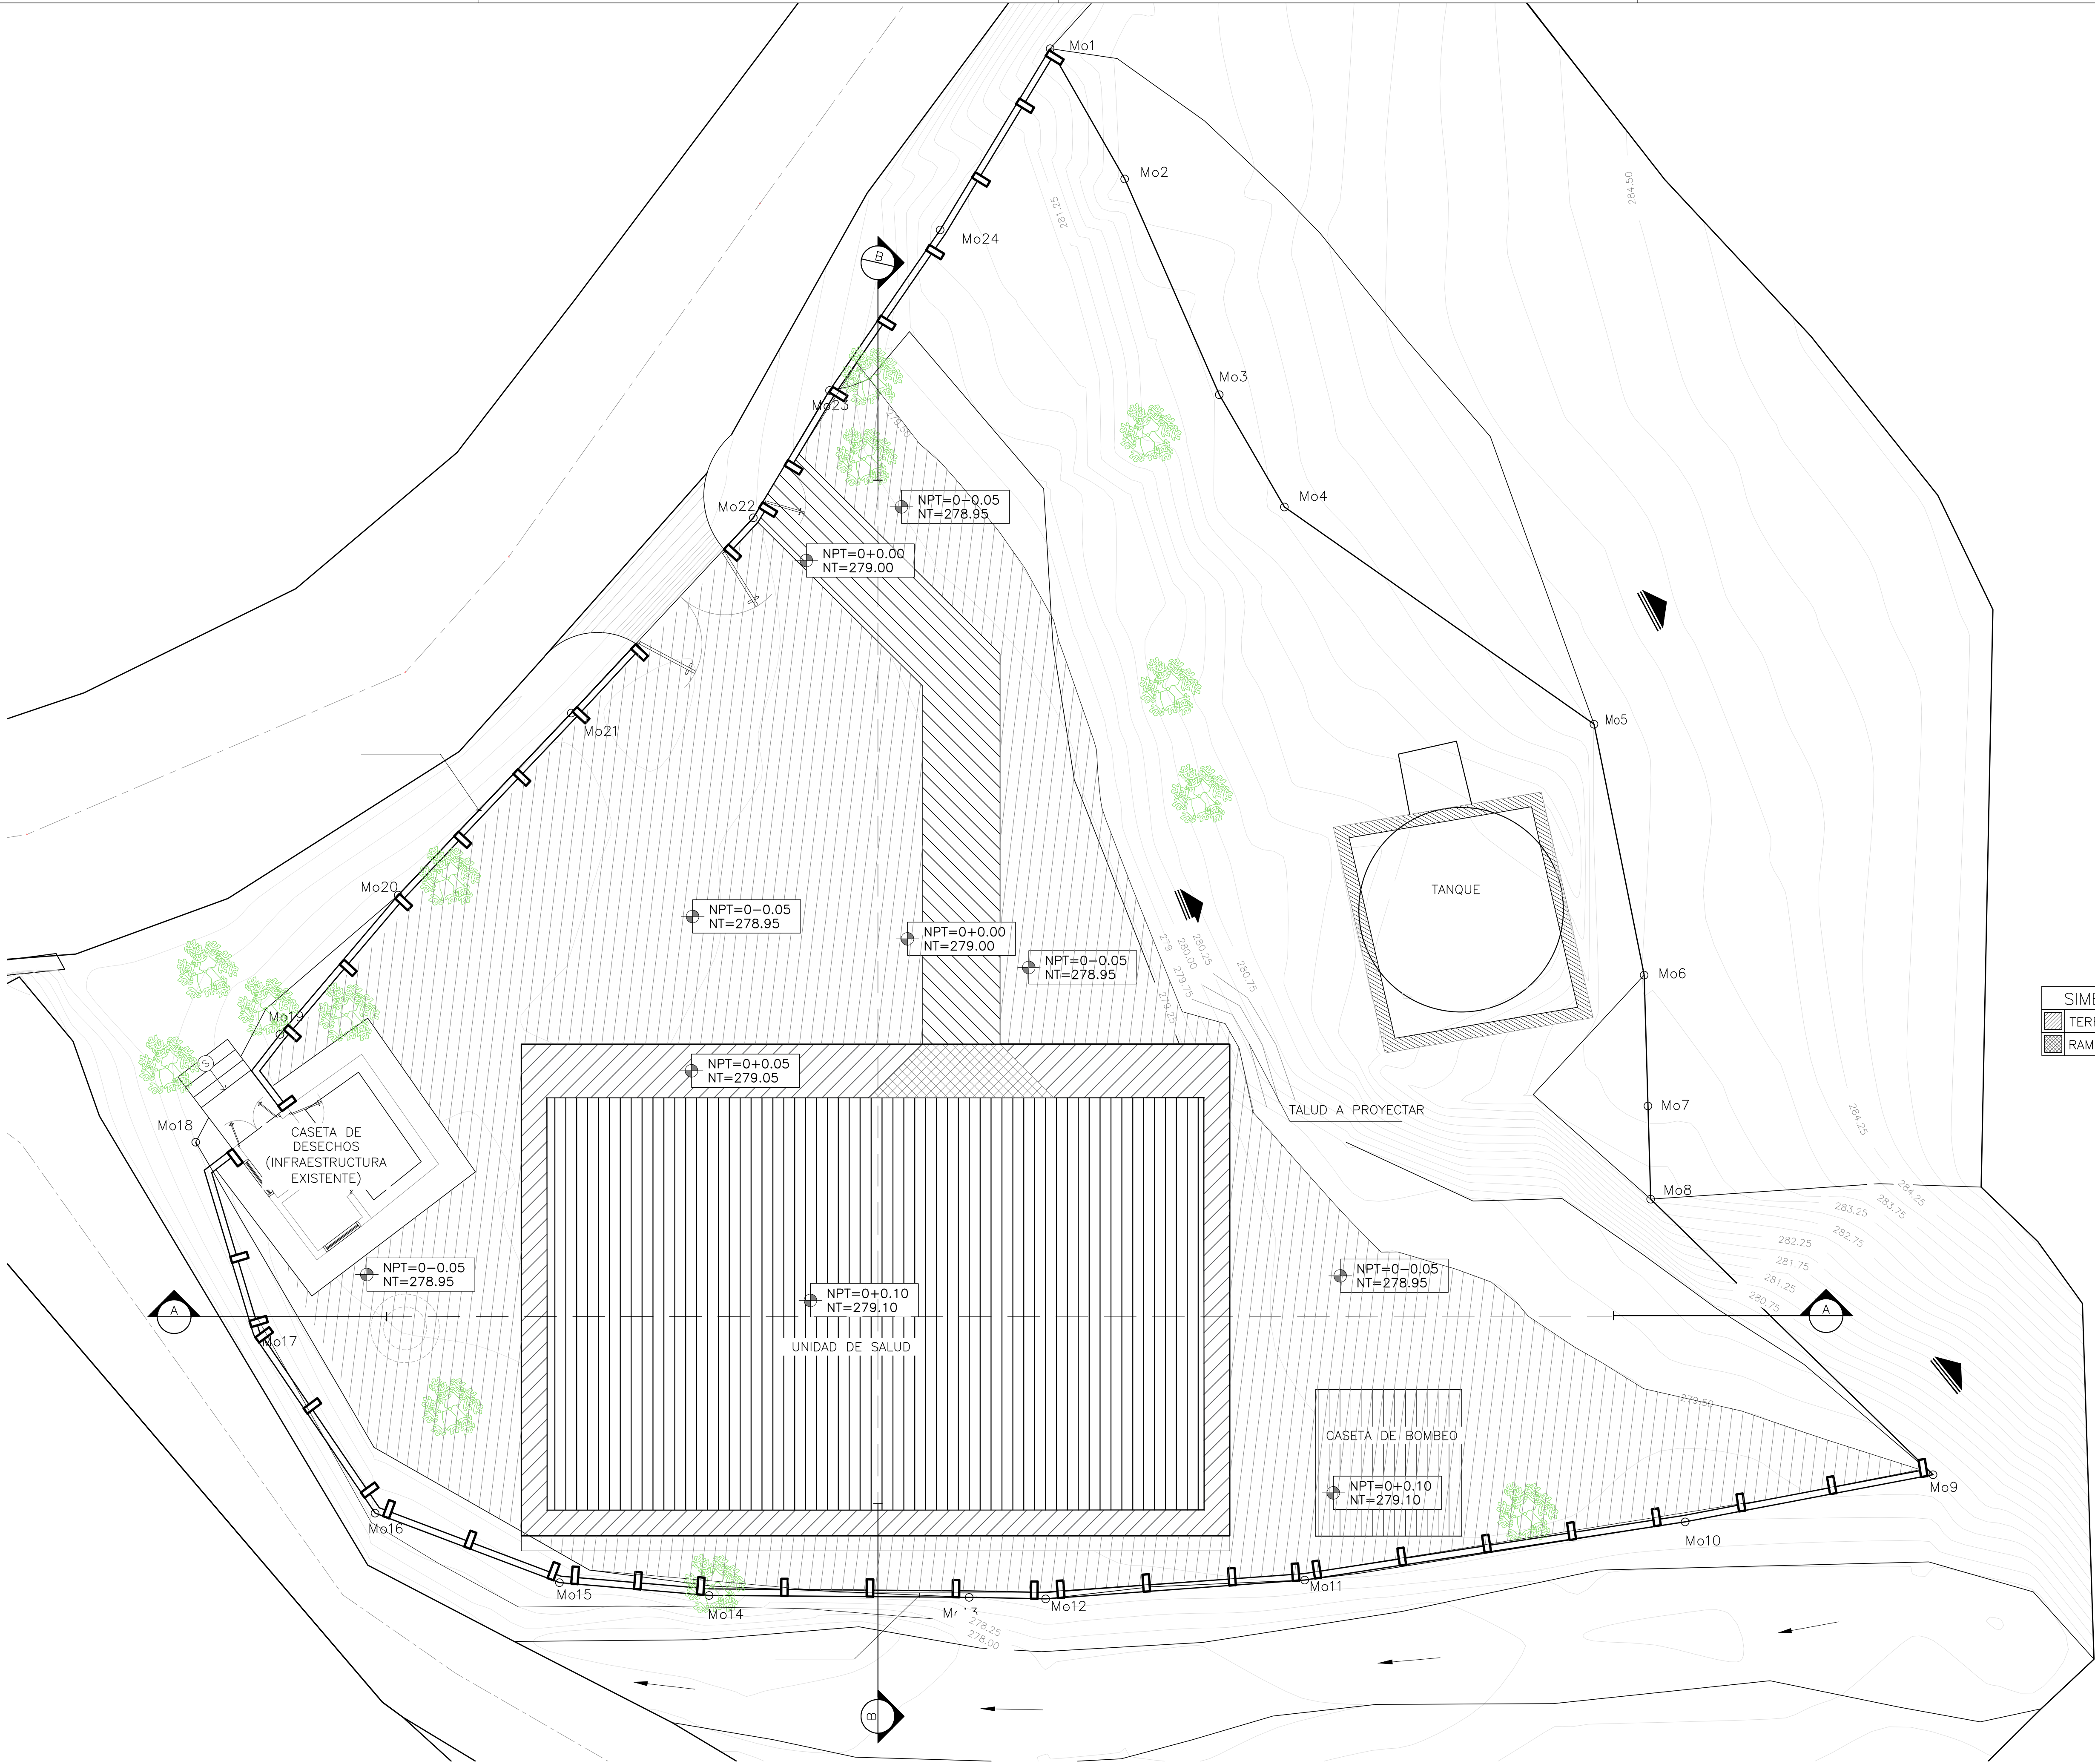 Mo1
Mo2
284.50
281.25
Mo24
B
Mo3
Mo23
279.50
Mo4
NPT=0-0.05
NT=278.95
Mo22
NPT=0+0.00
NT=279.00
Mo5
Mo21
Mo20
TANQUE
NPT=0-0.05
NT=278.95
NPT=0+0.00
NT=279.00
NPT=0-0.05
NT=278.95
279
280.00
280.25
279.75
280.75
279.25
Mo6
Mo19
S
NPT=0+0.05
NT=279.05
TALUD A PROYECTAR
Mo7
284.25
Mo18
CASETA DE
DESECHOS
(INFRAESTRUCTURA
EXISTENTE)
Mo8
284.25
283.75
283.25
282.75
282.25
281.75
281.25
280.75
NPT=0-0.05
NT=278.95
NPT=0-0.05
NT=278.95
A
A
NPT=0+0.10
NT=279.10
UNIDAD DE SALUD
Mo17
279.50
CASETA DE BOMBEO
NPT=0+0.10
NT=279.10
Mo9
Mo16
Mo10
Mo15
Mo14
Mo12
Mo11
278.25
278.00
B